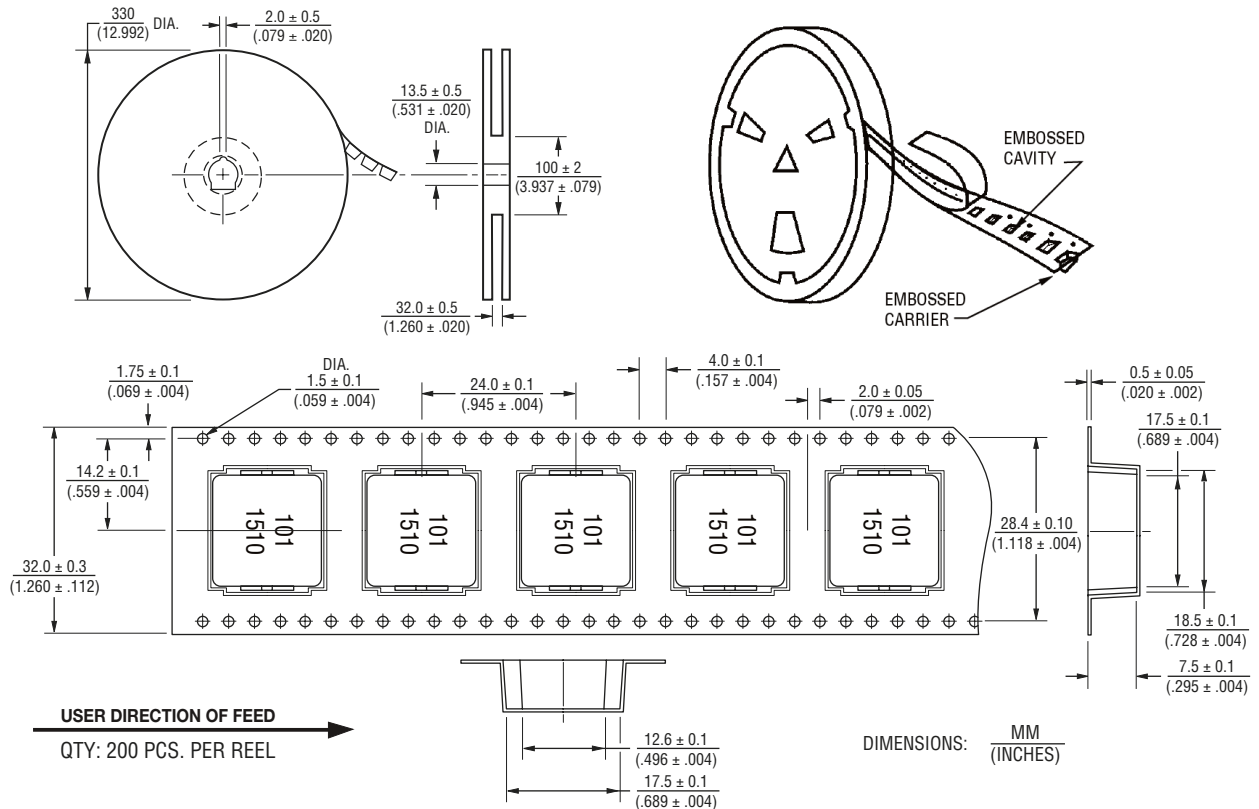 330
(12.992)
DIA.
2.0 ± 0.5
(.079 ± .020)
13.5 ± 0.5
(.531 ± .020)
DIA.
100 ± 2
(3.937 ± .079)
32.0 ± 0.5
(1.260 ± .020)
EMBOSSED
CAVITY
EMBOSSED
CARRIER
1.75 ± 0.1
(.069 ± .004)
DIA.
1.5 ± 0.1
(.059 ± .004)
24.0 ± 0.1
(.945 ± .004)
4.0 ± 0.1
(.157 ± .004)
2.0 ± 0.05
(.079 ± .002)
0.5 ± 0.05
(.020 ± .002)
17.5 ± 0.1
(.689 ± .004)
14.2 ± 0.1
(.559 ± .004)
32.0 ± 0.3
(1.260 ± .112)
101
1510
101
1510
101
1510
101
1510
101
1510
28.4 ± 0.10
(1.118 ± .004)
18.5 ± 0.1
(.728 ± .004)
7.5 ± 0.1
(.295 ± .004)
USER DIRECTION OF FEED
QTY: 200 PCS. PER REEL
12.6 ± 0.1
(.496 ± .004)
17.5 ± 0.1
(.689 ± .004)
DIMENSIONS:
MM
(INCHES)